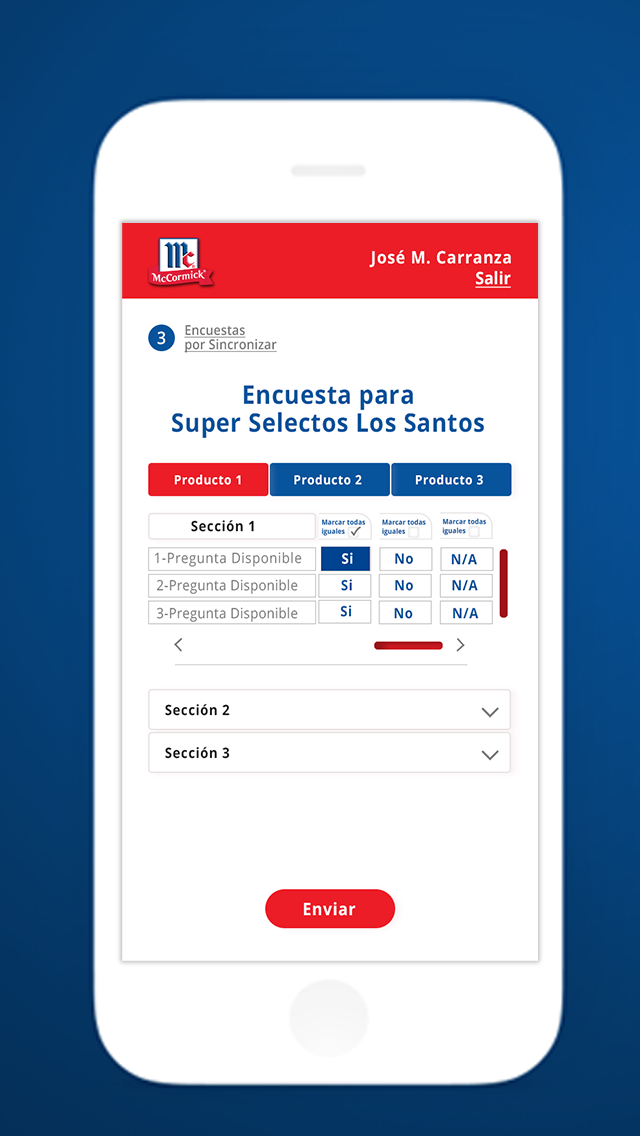 Mc
McCormick®
José M. Carranza
Salir
3
Encuestas
por Sincronizar
Encuesta para
Super Selectos Los Santos
Producto 1
Producto 2
Producto 3
Sección 1
Marcar todas
iguales
Marcar todas
iguales
Marcar todas
iguales
1-Pregunta Disponible
Si
No
N/A
2-Pregunta Disponible
Si
No
N/A
3-Pregunta Disponible
Si
No
N/A
Sección 2
Sección 3
Enviar